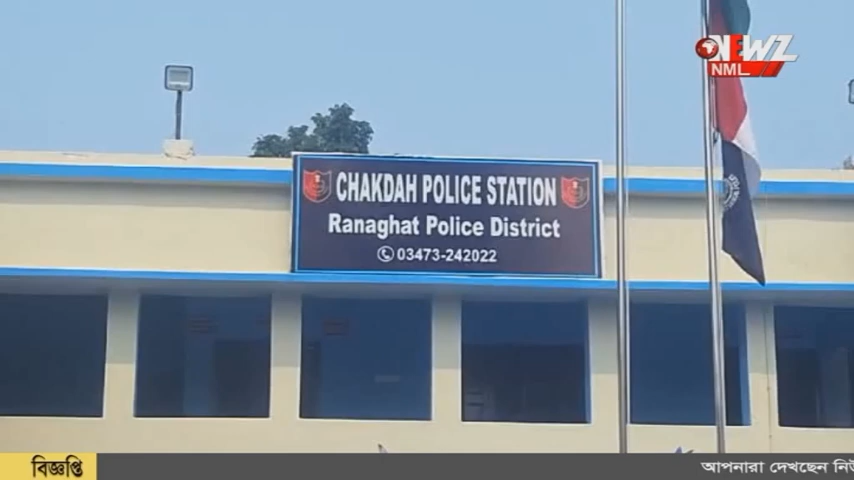 NEWZ
NML
CHAKDAH POLICE STATION
Ranaghat Police District
03473-242022
বিজ্ঞপ্তি
আপনারা দেখছেন নিউ